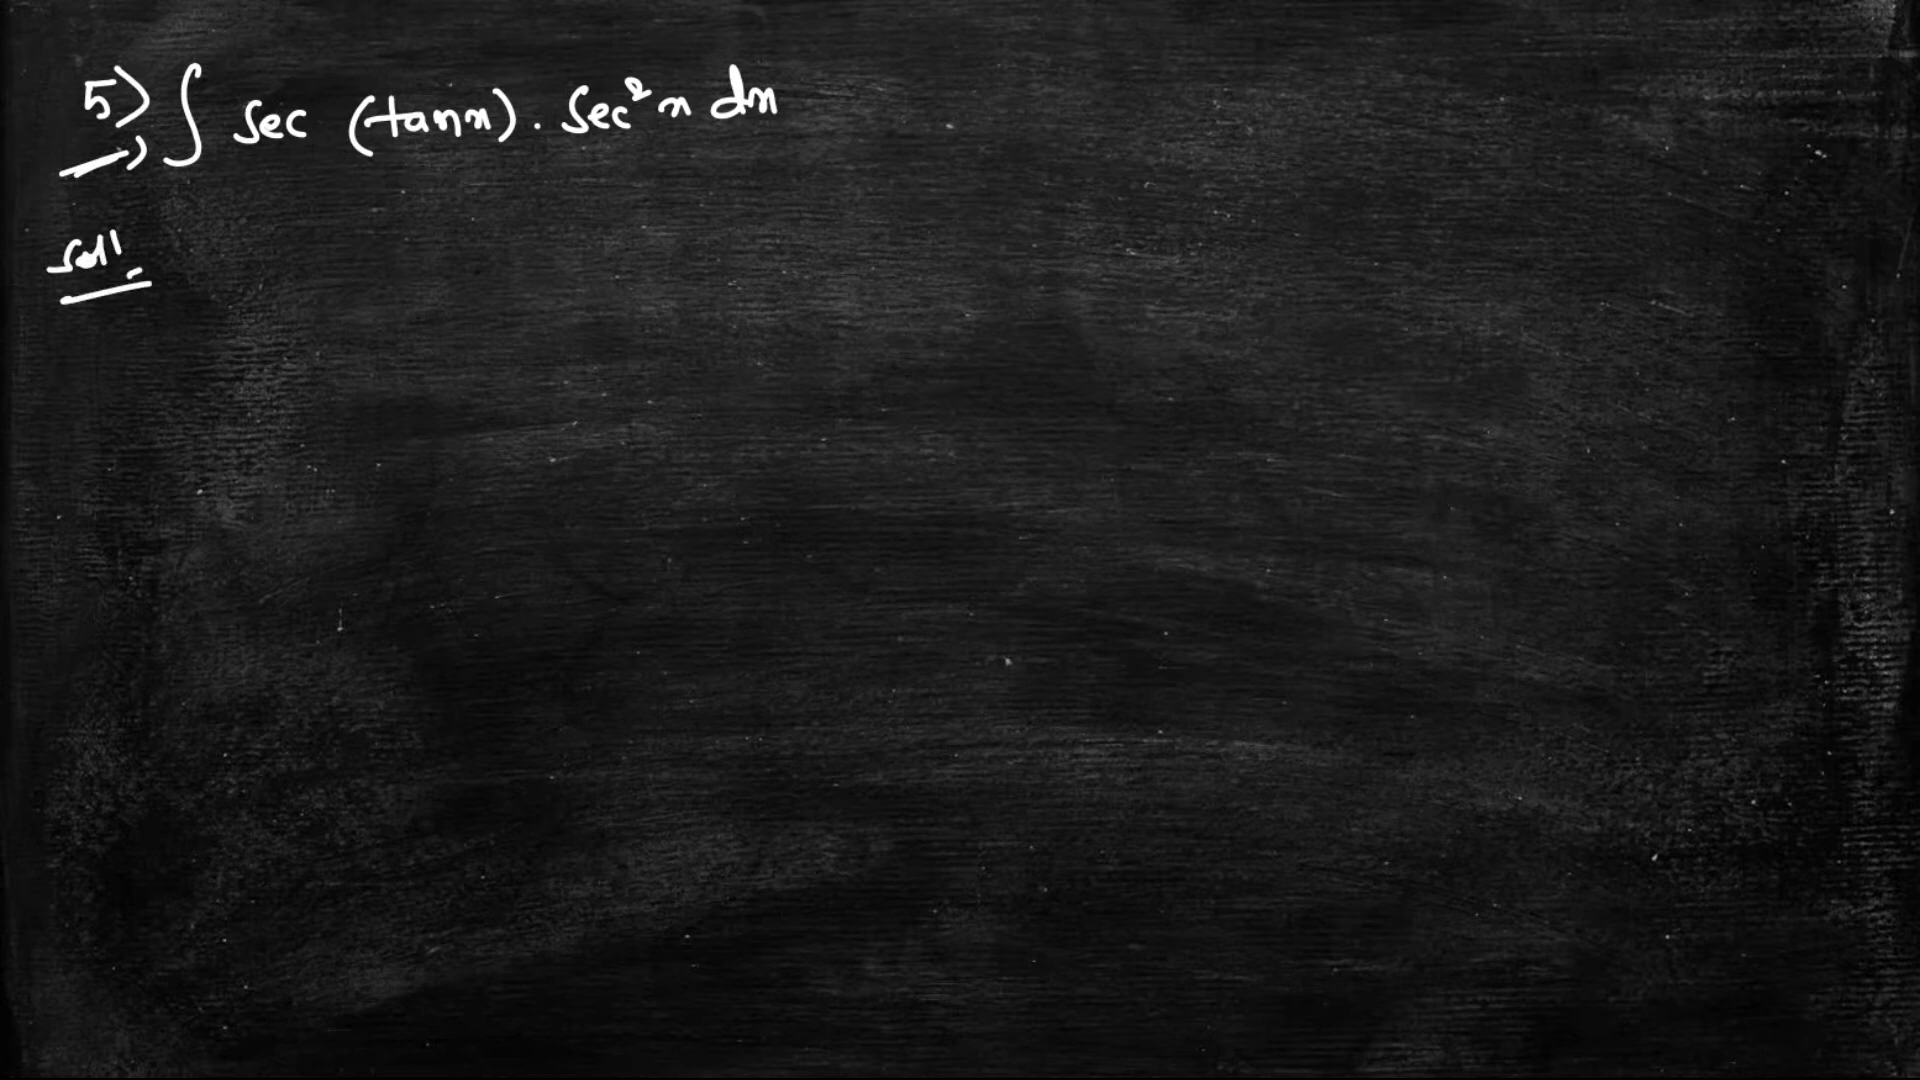 5) ∫ sec (tanx) . sec²x dx
Sol: